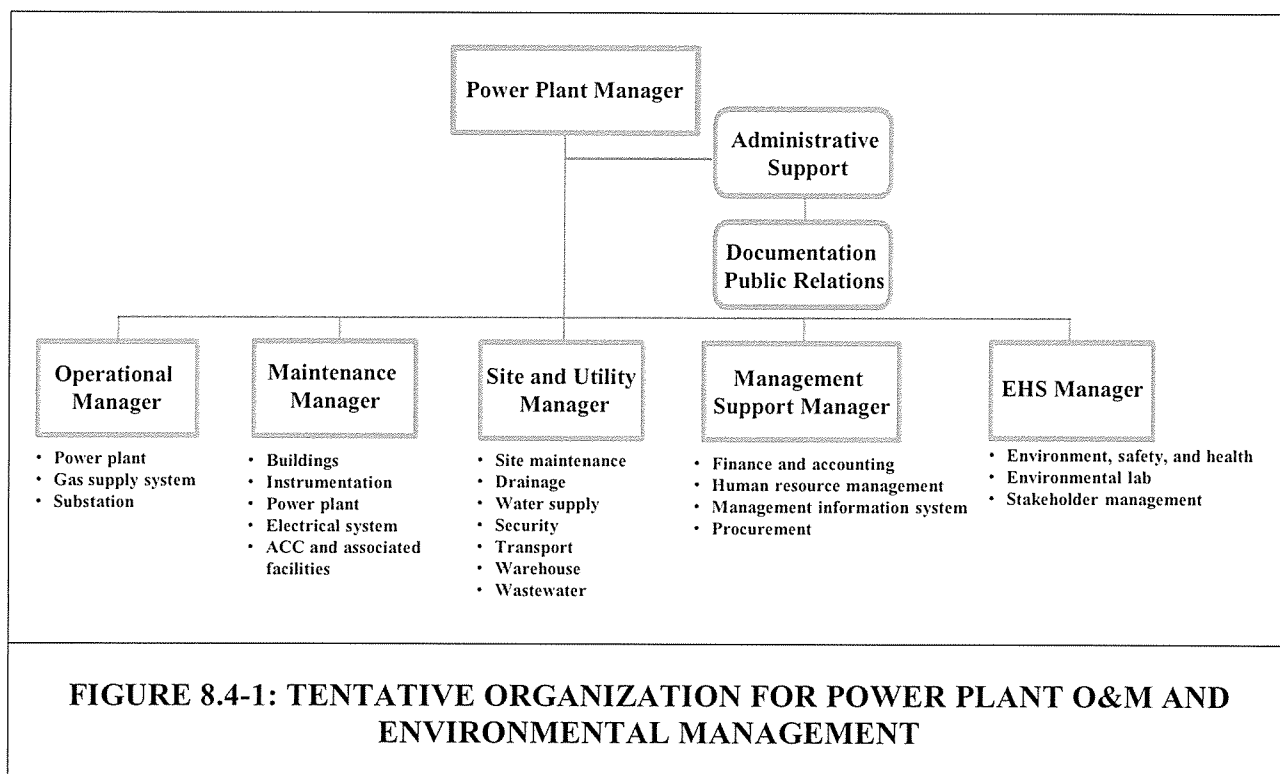 Power Plant Manager
Administrative
Support
Documentation
Public Relations
Operational
Manager
• Power plant
• Gas supply system
• Substation
Maintenance
Manager
• Buildings
• Instrumentation
• Power plant
• Electrical system
• ACC and associated
facilities
Site and Utility
Manager
• Site maintenance
• Drainage
• Water supply
• Security
• Transport
• Warehouse
• Wastewater
Management
Support Manager
• Finance and accounting
• Human resource management
• Management information system
• Procurement
EHS Manager
• Environment, safety, and health
• Environmental lab
• Stakeholder management
FIGURE 8.4-1: TENTATIVE ORGANIZATION FOR POWER PLANT O&M AND
ENVIRONMENTAL MANAGEMENT